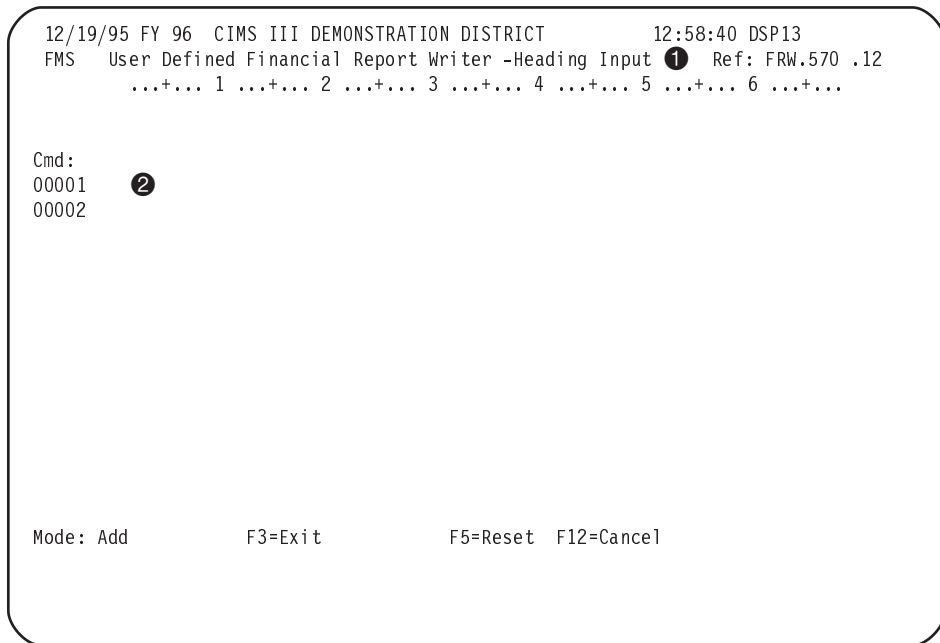 12/19/95 FY 96 CIMS III DEMONSTRATION DISTRICT 12:58:40 DSP13
FMS User Defined Financial Report Writer -Heading Input ❶ Ref: FRW.570 .12
...+... 1 ...+... 2 ...+... 3 ...+... 4 ...+... 5 ...+... 6 ...+...
Cmd:
00001 ❷
00002
Mode: Add F3=Exit F5=Reset F12=Cancel